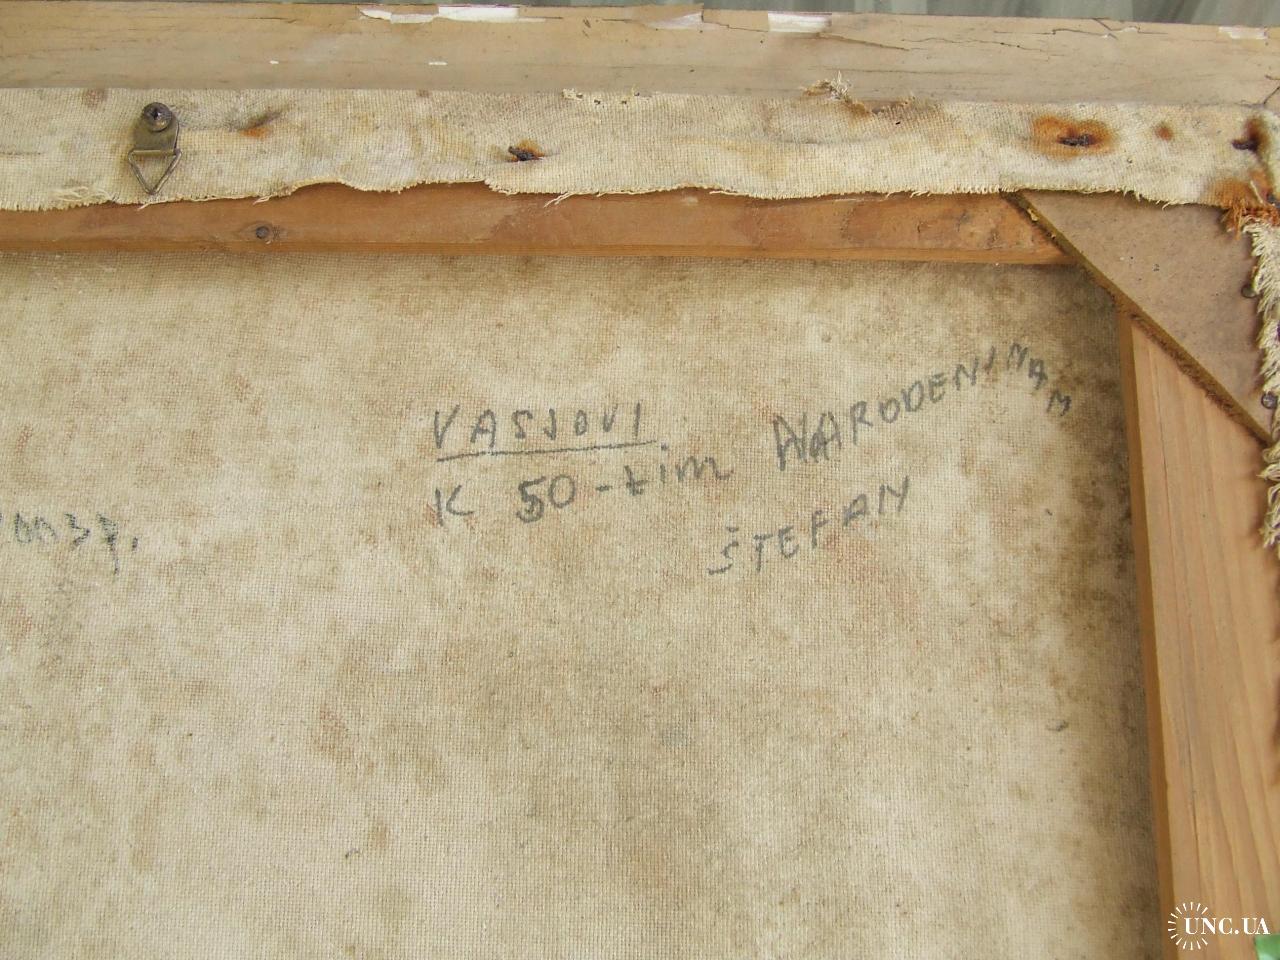 VASJOVI
K 50-tim NARODENINAM
ŠTEFAN
UNC.UA